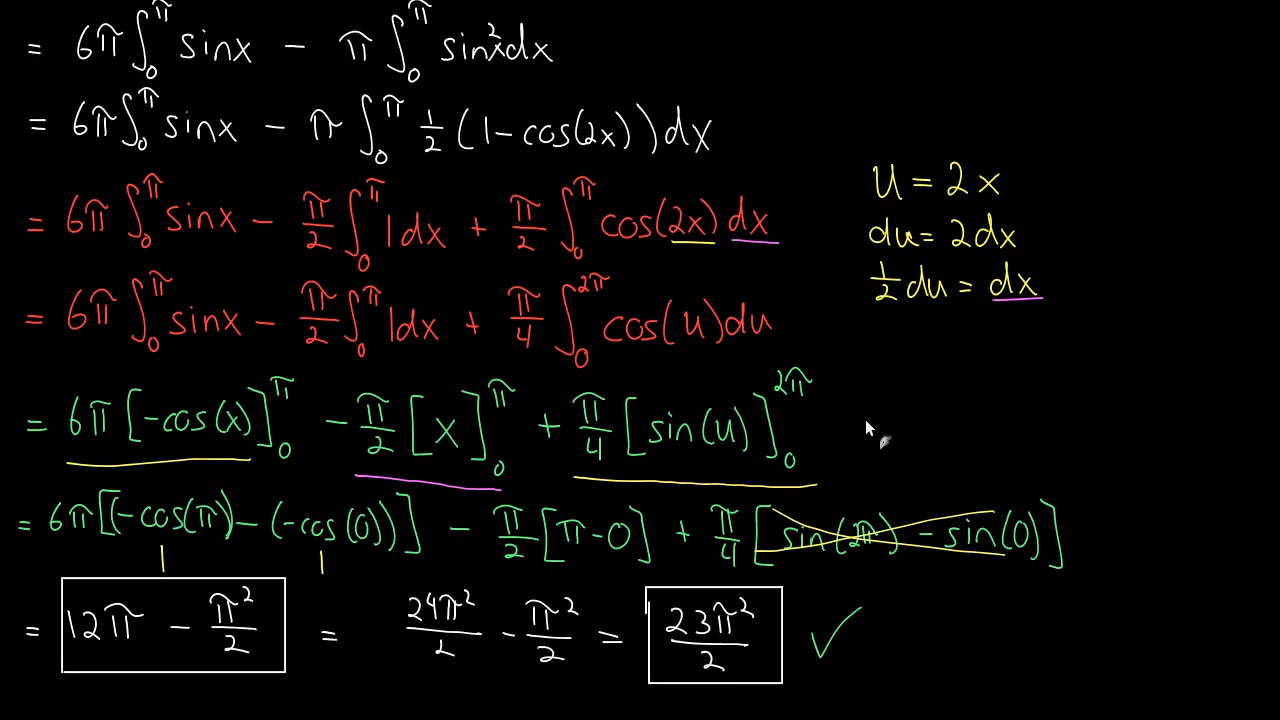 = 6π∫₀^π sinx − π∫₀^π sin²xdx
= 6π∫₀^π sinx − π∫₀^π ½(1−cos(2x))dx
= 6π∫₀^π sinx − π/2 ∫₀^π 1dx + π/2 ∫₀^π cos(2x)dx
= 6π∫₀^π sinx − π/2 ∫₀^π 1dx + π/4 ∫₀^2π cos(u)du
u = 2x
du = 2dx
½du = dx
= 6π[−cos(x)]₀^π − π/2 [x]₀^π + π/4 [sin(u)]₀^2π
= 6π[(−cos(π) − (−cos(0))] − π/2 [π−0] + π/4 [sin(2π) − sin(0)]
1 1
= 12π − π²/2 = 24π²/2 − π²/2 = 23π²/2 ✓